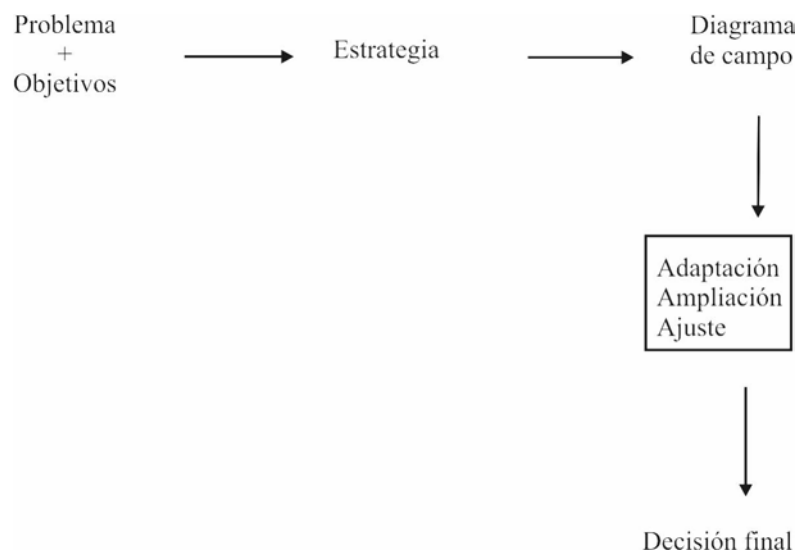 Problema
+
Objetivos
Estrategia
Diagrama
de campo
Adaptación
Ampliación
Ajuste
Decisión final